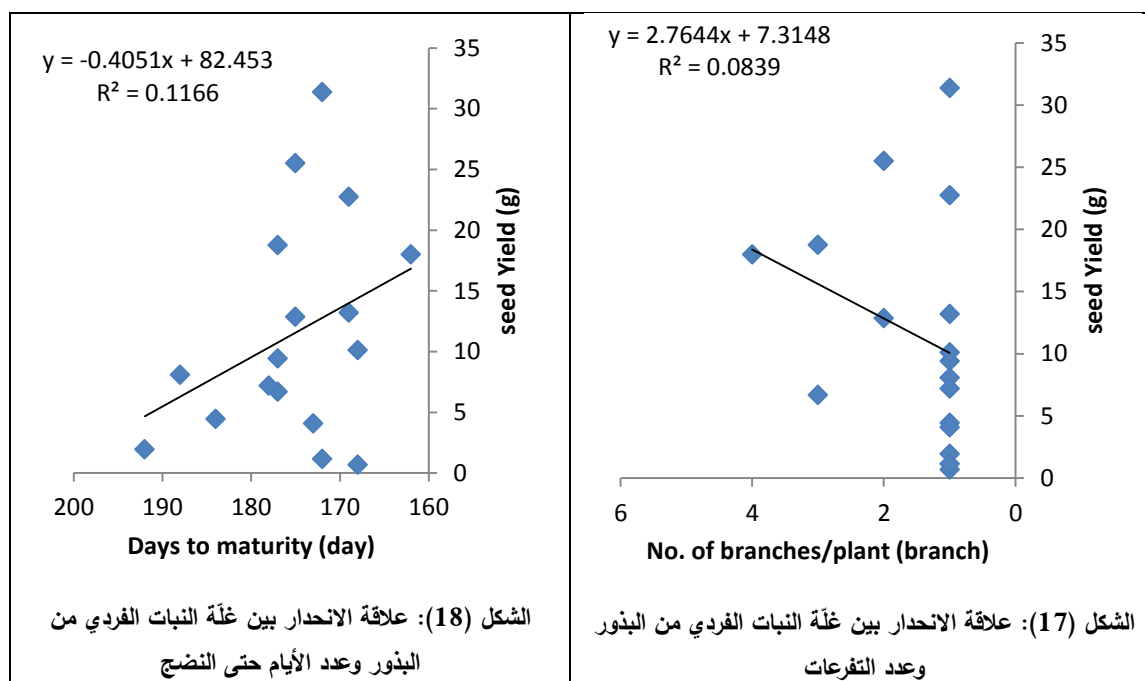 y = 2.7644x + 7.3148
R² = 0.0839
35
30
25
20
15
10
5
0
seed Yield (g)
6
4
2
0
No. of branches/plant (branch)
الشكل (17): علاقة الانحدار بين غلّة النبات الفردي من البذور
وعدد التفرعات
y = -0.4051x + 82.453
R² = 0.1166
35
30
25
20
15
10
5
0
seed Yield (g)
200
190
180
170
160
Days to maturity (day)
الشكل (18): علاقة الانحدار بين غلّة النبات الفردي من
البذور وعدد الأيام حتى النضج